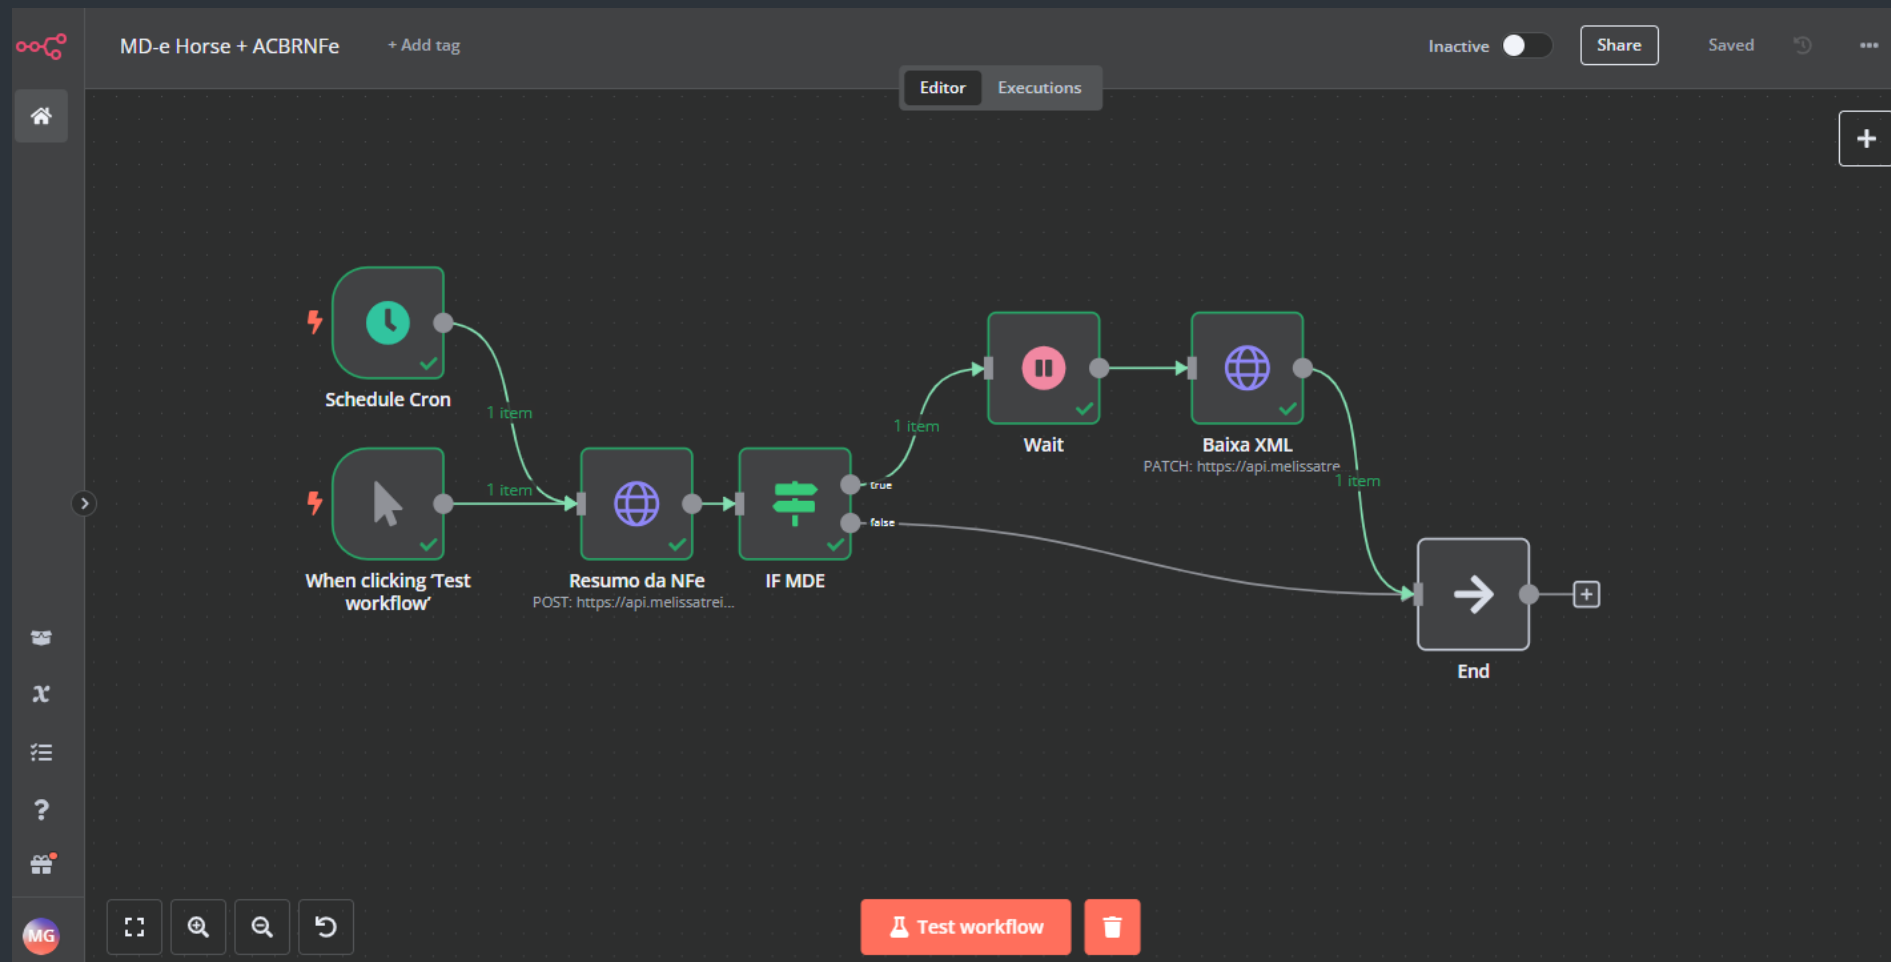 MD-e Horse + ACBRNFe
+ Add tag
Inactive
Share
Saved
Editor
Executions
Schedule Cron
1 item
1 item
When clicking ‘Test
workflow’
Resumo da NFe
POST: https://api.melissatrei...
IF MDE
true
false
1 item
Wait
Baixa XML
PATCH: https://api.melissatre
1 item
End
MG
Test workflow